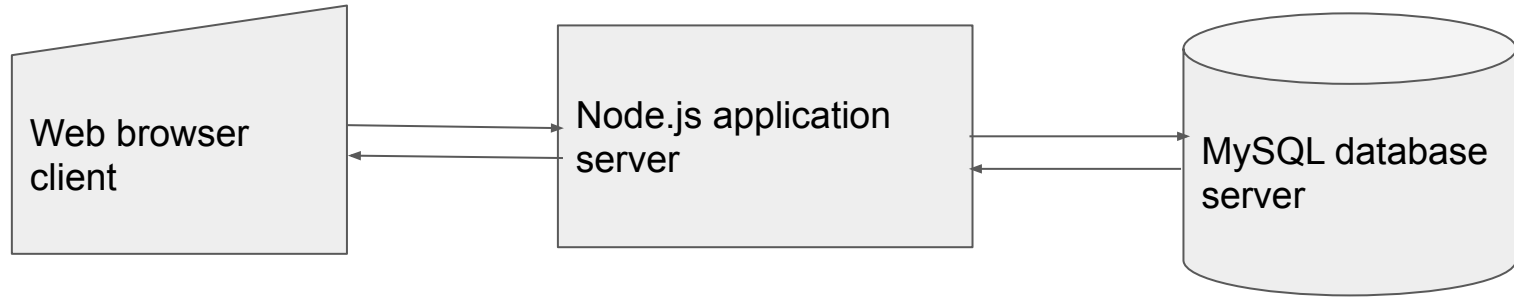 Web browser
client
Node.js application
server
MySQL database
server